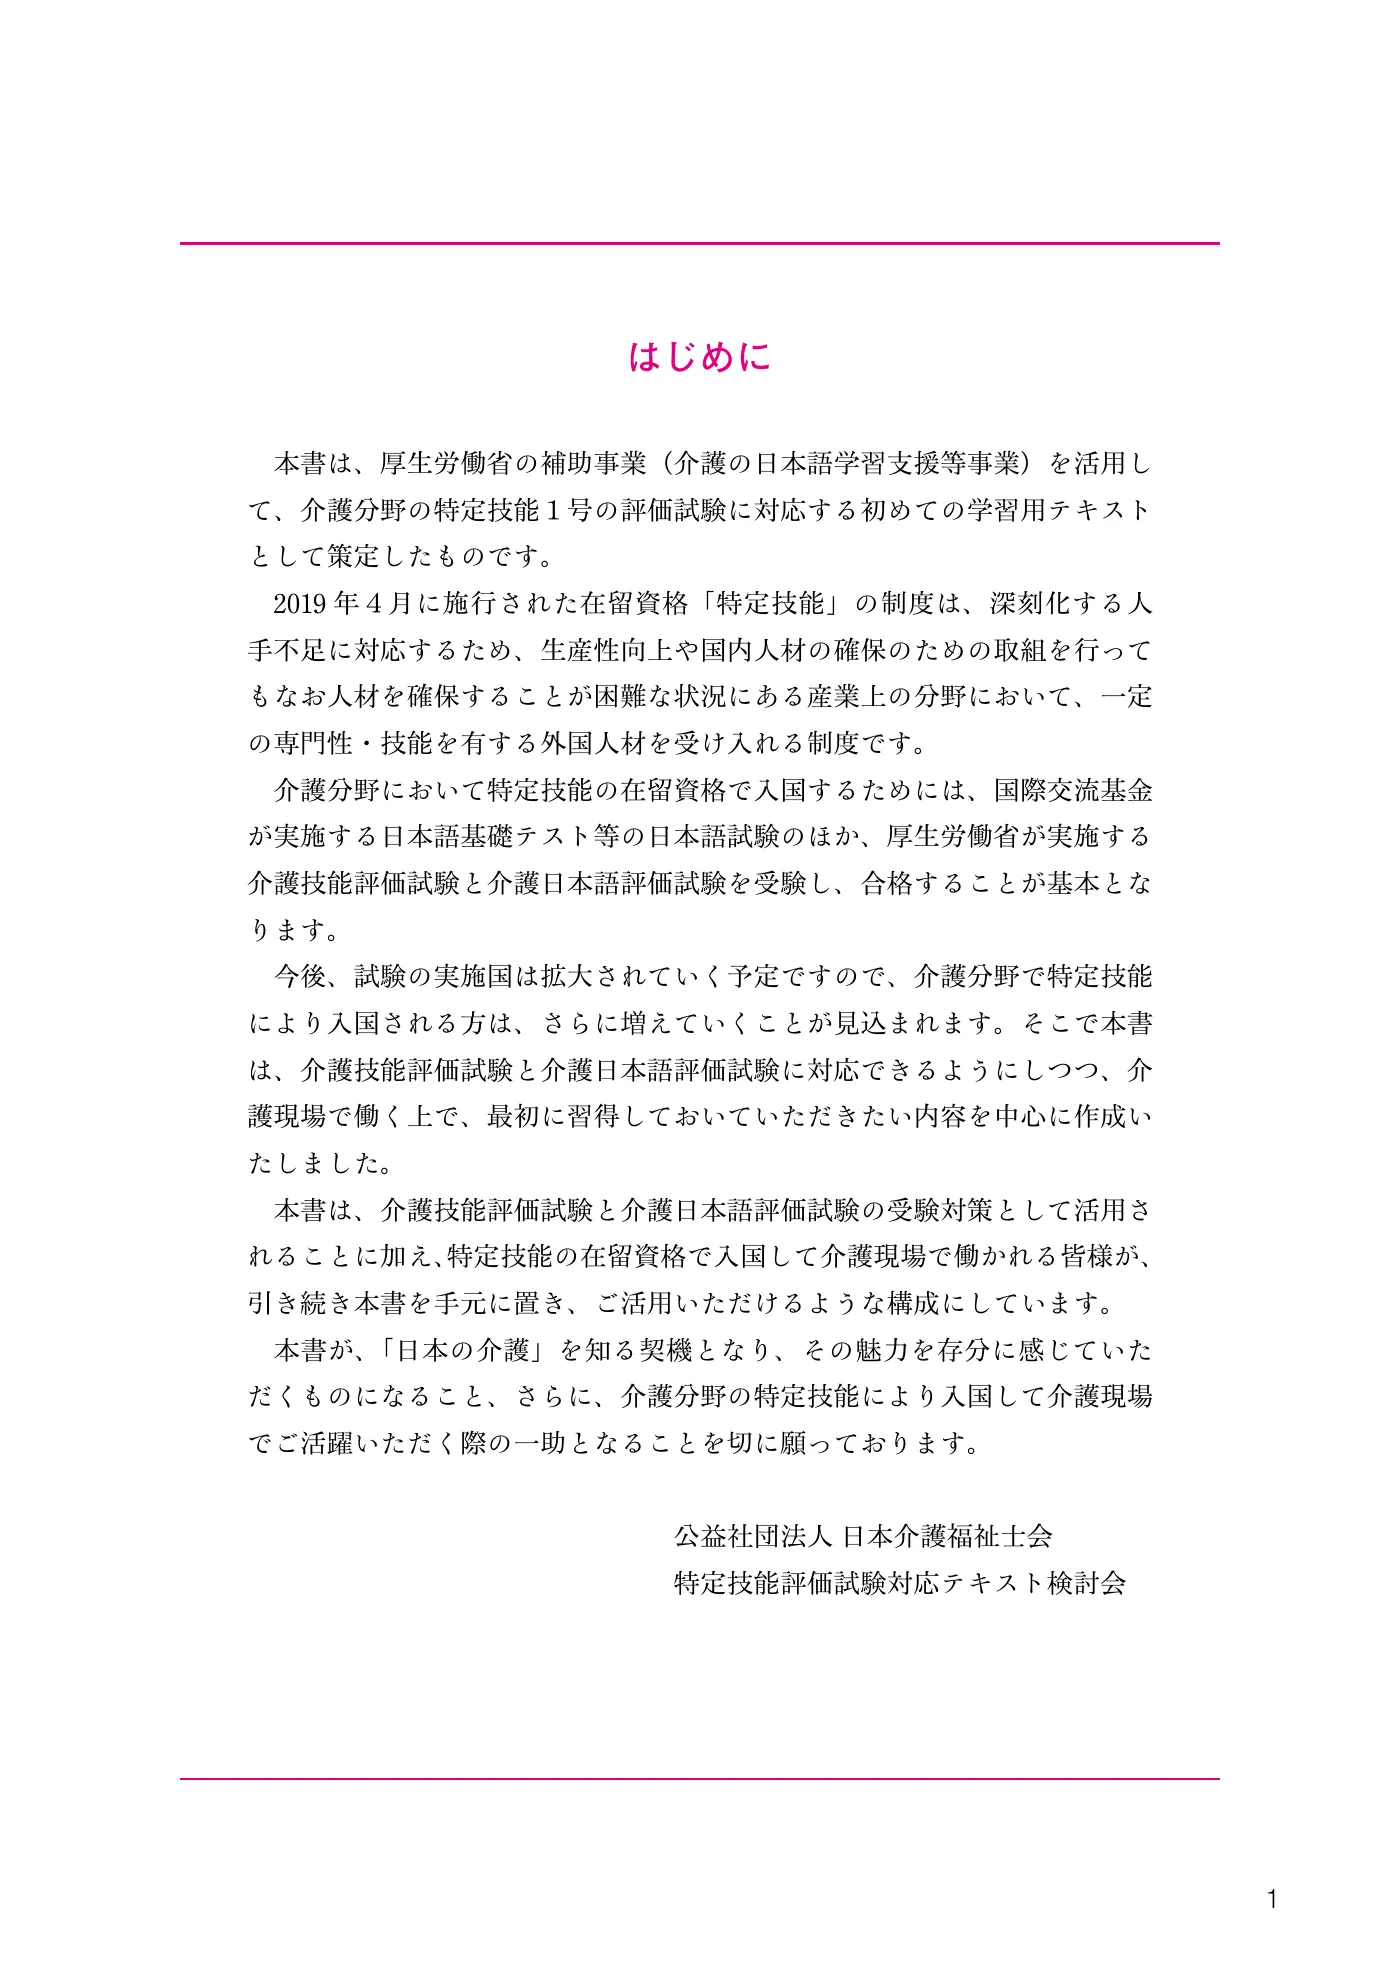 はじめに
　本書は、厚生労働省の補助事業（介護の日本語学習支援等事業）を活用し
て、介護分野の特定技能１号の評価試験に対応する初めての学習用テキスト
として策定したものです。
　2019 年４月に施行された在留資格「特定技能」の制度は、深刻化する人
手不足に対応するため、生産性向上や国内人材の確保のための取組を行って
もなお人材を確保することが困難な状況にある産業上の分野において、一定
の専門性・技能を有する外国人材を受け入れる制度です。
　介護分野において特定技能の在留資格で入国するためには、国際交流基金
が実施する日本語基礎テスト等の日本語試験のほか、厚生労働省が実施する
介護技能評価試験と介護日本語評価試験を受験し、合格することが基本とな
ります。
　今後、試験の実施国は拡大されていく予定ですので、介護分野で特定技能
により入国される方は、さらに増えていくことが見込まれます。そこで本書
は、介護技能評価試験と介護日本語評価試験に対応できるようにしつつ、介
護現場で働く上で、最初に習得しておいていただきたい内容を中心に作成い
たしました。
　本書は、介護技能評価試験と介護日本語評価試験の受験対策として活用さ
れることに加え、特定技能の在留資格で入国して介護現場で働かれる皆様が、
引き続き本書を手元に置き、ご活用いただけるような構成にしています。
　本書が、「日本の介護」を知る契機となり、その魅力を存分に感じていた
だくものになること、さらに、介護分野の特定技能により入国して介護現場
でご活躍いただく際の一助となることを切に願っております。
公益社団法人 日本介護福祉士会
特定技能評価試験対応テキスト検討会
1